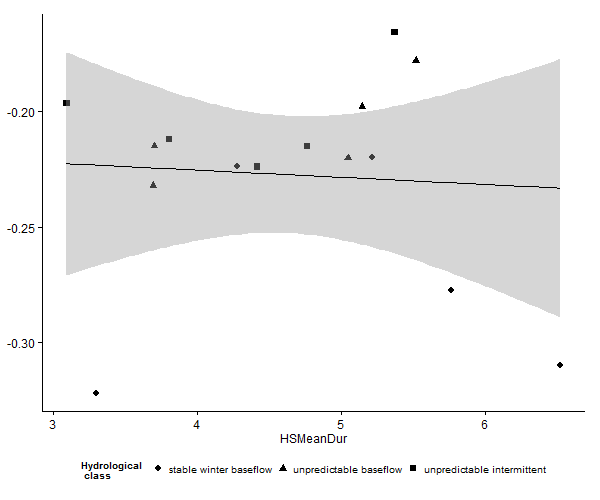 -0.20
-0.25
-0.30
3 4 5 6
HSMeanDur
Hydrological
class
stable winter baseflow unpredictable baseflow unpredictable intermittent